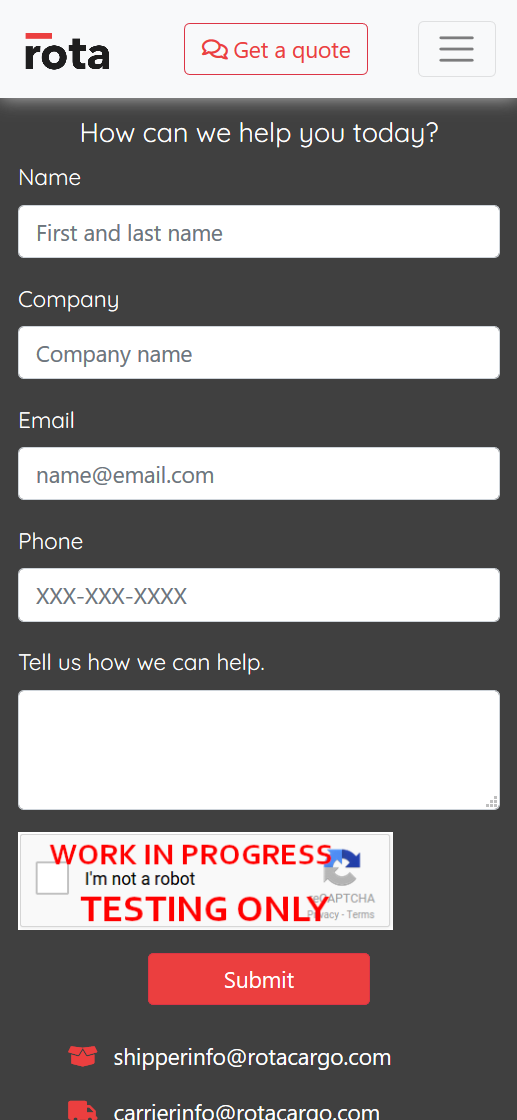 rota
Get a quote
How can we help you today?
Name
First and last name
Company
Company name
Email
name@email.com
Phone
XXX-XXX-XXXX
Tell us how we can help.
WORK IN PROGRESS
I'm not a robot
TESTING ONLY
reCAPTCHA
Privacy - Terms
Submit
shipperinfo@rotacargo.com
carrierinfo@rotacargo.com